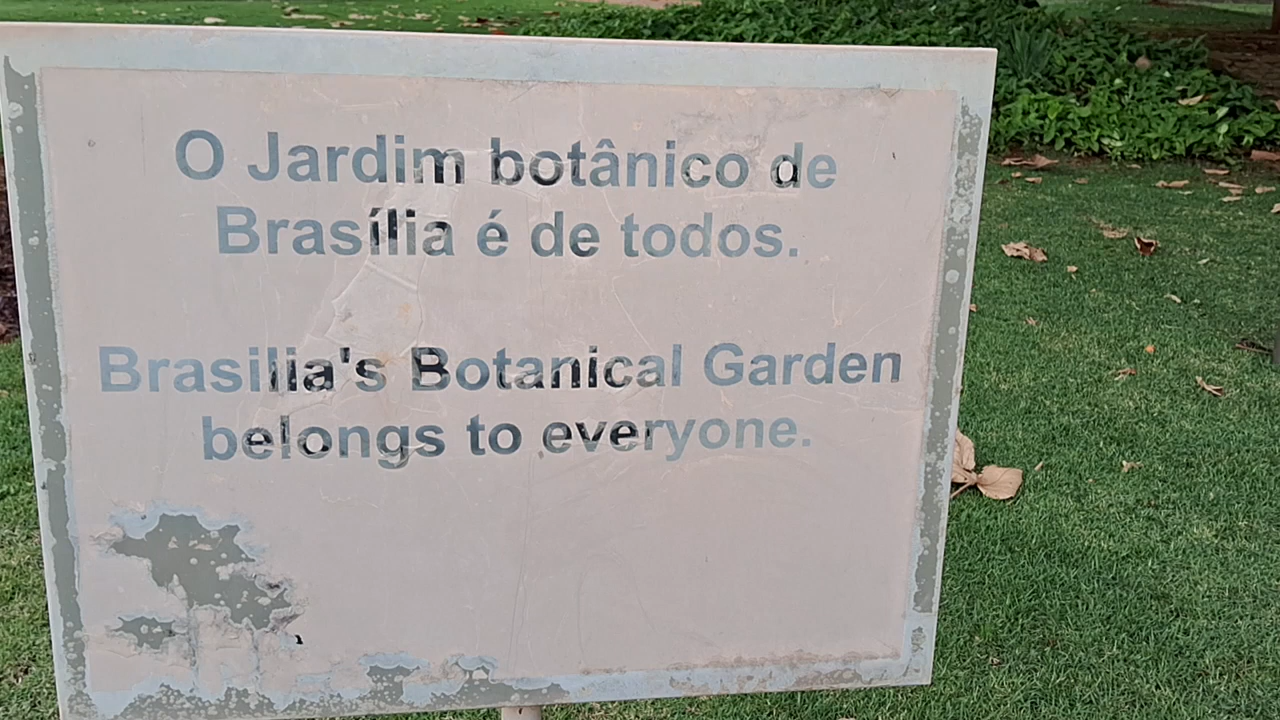 O Jardim botânico de
Brasília é de todos.
Brasilia's Botanical Garden
belongs to everyone.